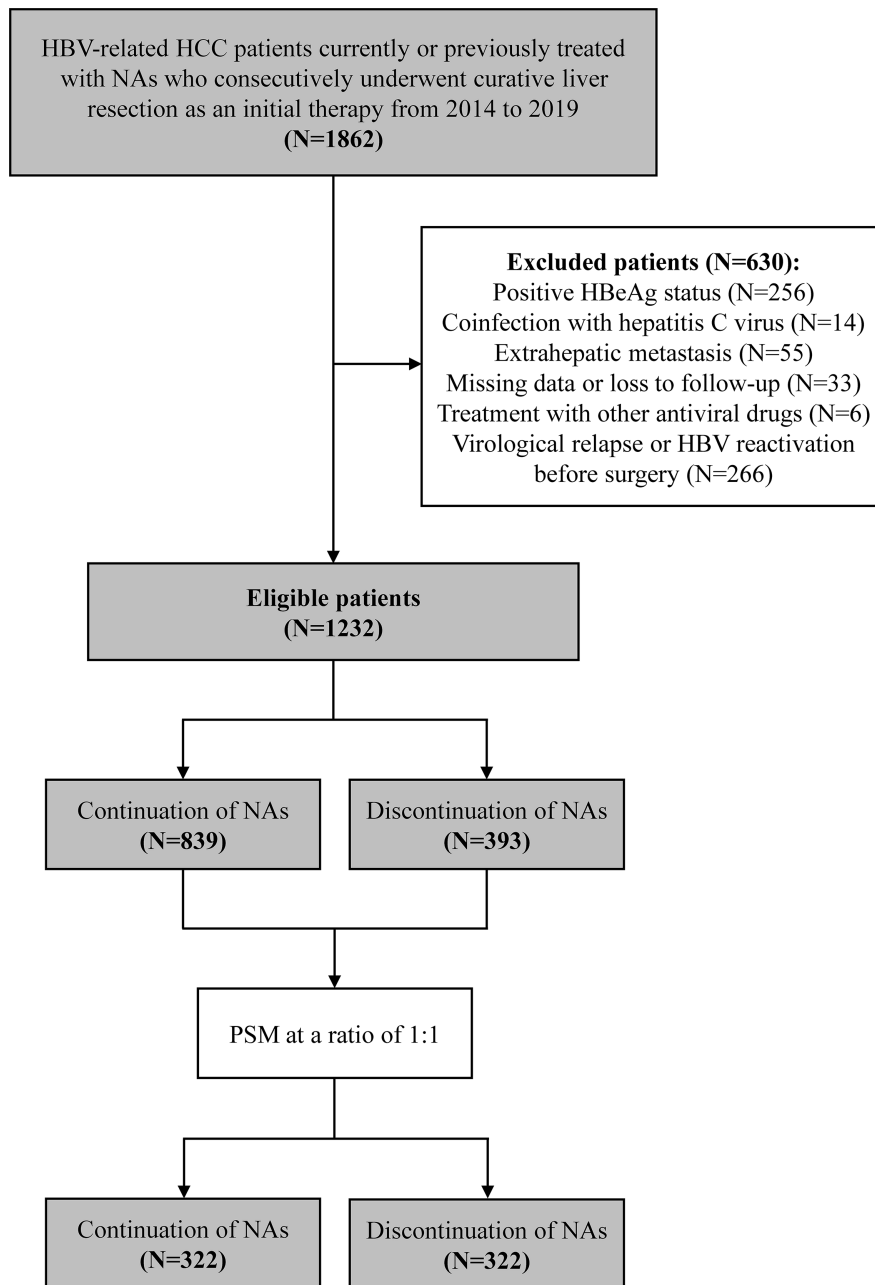 HBV-related HCC patients currently or previously treated
with NAs who consecutively underwent curative liver
resection as an initial therapy from 2014 to 2019
(N=1862)
Excluded patients (N=630):
Positive HBeAg status (N=256)
Coinfection with hepatitis C virus (N=14)
Extrahepatic metastasis (N=55)
Missing data or loss to follow-up (N=33)
Treatment with other antiviral drugs (N=6)
Virological relapse or HBV reactivation
before surgery (N=266)
Eligible patients
(N=1232)
Continuation of NAs
(N=839)
Discontinuation of NAs
(N=393)
PSM at a ratio of 1:1
Continuation of NAs
(N=322)
Discontinuation of NAs
(N=322)